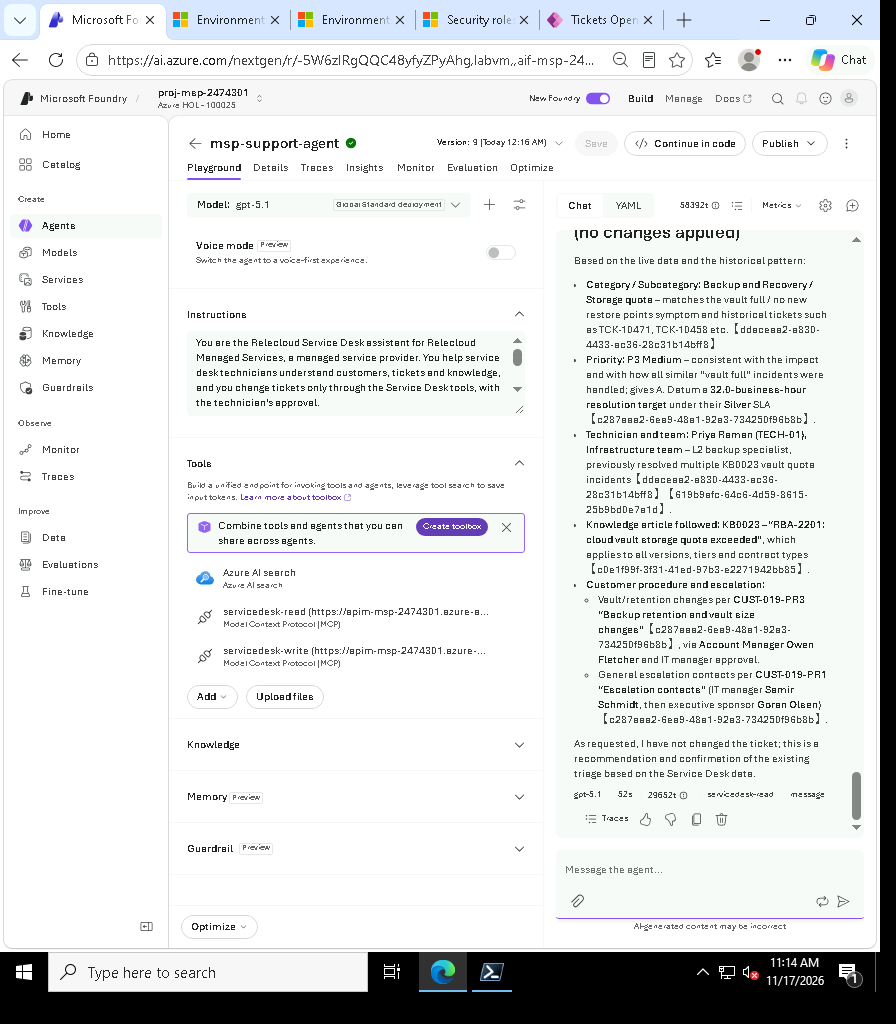 Microsoft Fou
Environment
Environment
Security role
Tickets Open
https://ai.azure.com/nextgen/r/-5W6zIRgQQC48yfyZPyAhg,labvm,,aif-msp-24...
Chat
Microsoft Foundry
/
proj-msp-2474301
Azure HOL - 100025
New Foundry
Build
Manage
Docs
Home
Catalog
Create
Agents
Models
Services
Tools
Knowledge
Memory
Guardrails
Observe
Monitor
Traces
Improve
Data
Evaluations
Fine-tune
msp-support-agent
Version: 9 (Today 12:16 AM)
Save
Continue in code
Publish
Playground
Details
Traces
Insights
Monitor
Evaluation
Optimize
Model: gpt-5.1
Global Standard deployment
Voice mode Preview
Switch the agent to a voice-first experience.
Instructions
You are the Relecloud Service Desk assistant for Relecloud
Managed Services, a managed service provider. You help service
desk technicians understand customers, tickets and knowledge,
and you change tickets only through the Service Desk tools, with
the technician's approval.
Tools
Build a unified endpoint for invoking tools and agents, leverage tool search to save
input tokens. Learn more about toolbox
Combine tools and agents that you can
share across agents.
Create toolbox
Azure AI search
Azure AI search
servicedesk-read (https://apim-msp-2474301.azure-a...
Model Context Protocol (MCP)
servicedesk-write (https://apim-msp-2474301.azure-...
Model Context Protocol (MCP)
Add
Upload files
Knowledge
Memory Preview
Guardrail Preview
Optimize
Chat
YAML
58392t
Metrics
(no changes applied)
Based on the live data and the historical pattern:
• Category / Subcategory: Backup and Recovery /
Storage quota – matches the vault full / no new
restore points symptom and historical tickets such
as TCK-10471, TCK-10458 etc.【ddaceaa2-a830-
4433-ac36-28c31b14bff8】
• Priority: P3 Medium – consistent with the impact
and with how all similar "vault full" incidents were
handled; gives A. Datum a 32.0-business-hour
resolution target under their Silver SLA
【c287aaa2-6ea9-48a1-92a3-734250f96b8b】.
• Technician and team: Priya Raman (TECH-01),
Infrastructure team – L2 backup specialist,
previously resolved multiple KB0023 vault quota
incidents【ddaceaa2-a830-4433-ac36-
28c31b14bff8】【619b9afc-64c6-4d59-8615-
25b9bd0e7a1d】.
• Knowledge article followed: KB0023 – "RBA-2201:
cloud vault storage quota exceeded", which
applies to all versions, tiers and contract types
【c0e1f99f-3f31-41ed-97b3-e2271942bb85】.
• Customer procedure and escalation:
◦ Vault/retention changes per CUST-019-PR3
"Backup retention and vault size
changes"【c287aaa2-6ea9-48a1-92a3-
734250f96b8b】, via Account Manager Owen
Fletcher and IT manager approval.
◦ General escalation contacts per CUST-019-PR1
"Escalation contacts" (IT manager Samir
Schmidt, then executive sponsor Goran Olsen)
【c287aaa2-6ea9-48a1-92a3-734250f96b8b】.
As requested, I have not changed the ticket; this is a
recommendation and confirmation of the existing
triage based on the Service Desk data.
gpt-5.1
52s
29652t
servicedesk-read
message
Traces
Message the agent...
AI-generated content may be incorrect
Type here to search
11:14 AM
11/17/2026
1